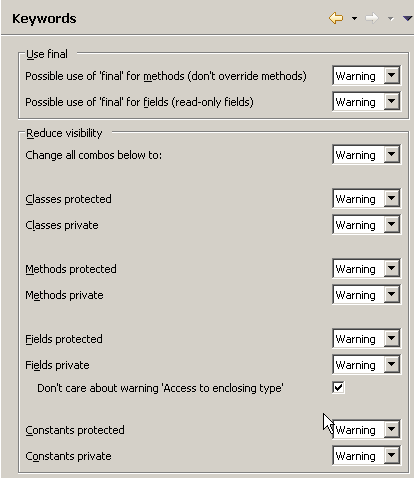 Keywords
Use final
Possible use of 'final' for methods (don't override methods) Warning
Possible use of 'final' for fields (read-only fields) Warning
Reduce visibility
Change all combos below to: Warning
Classes protected Warning
Classes private Warning
Methods protected Warning
Methods private Warning
Fields protected Warning
Fields private Warning
Don't care about warning 'Access to enclosing type'
Constants protected Warning
Constants private Warning